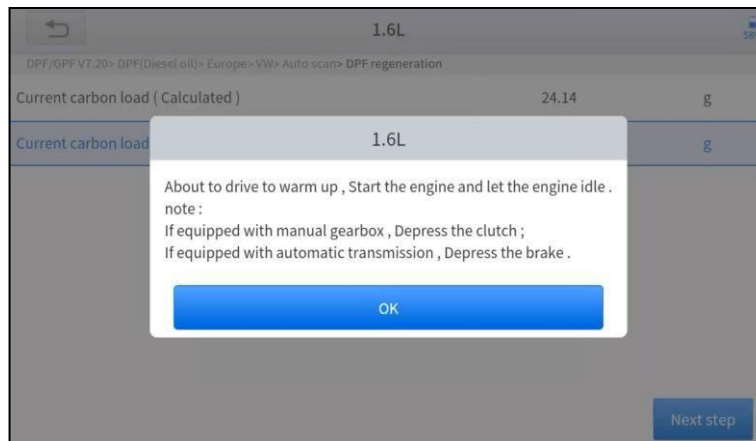 1.6L
DPF/GPF V7.20> DPF(Diesel oil)> Europe> VW> Auto scan> DPF regeneration
Current carbon load ( Calculated ) 24.14 g
Current carbon load g
1.6L
About to drive to warm up , Start the engine and let the engine idle .
note :
If equipped with manual gearbox , Depress the clutch ;
If equipped with automatic transmission , Depress the brake .
OK
Next step